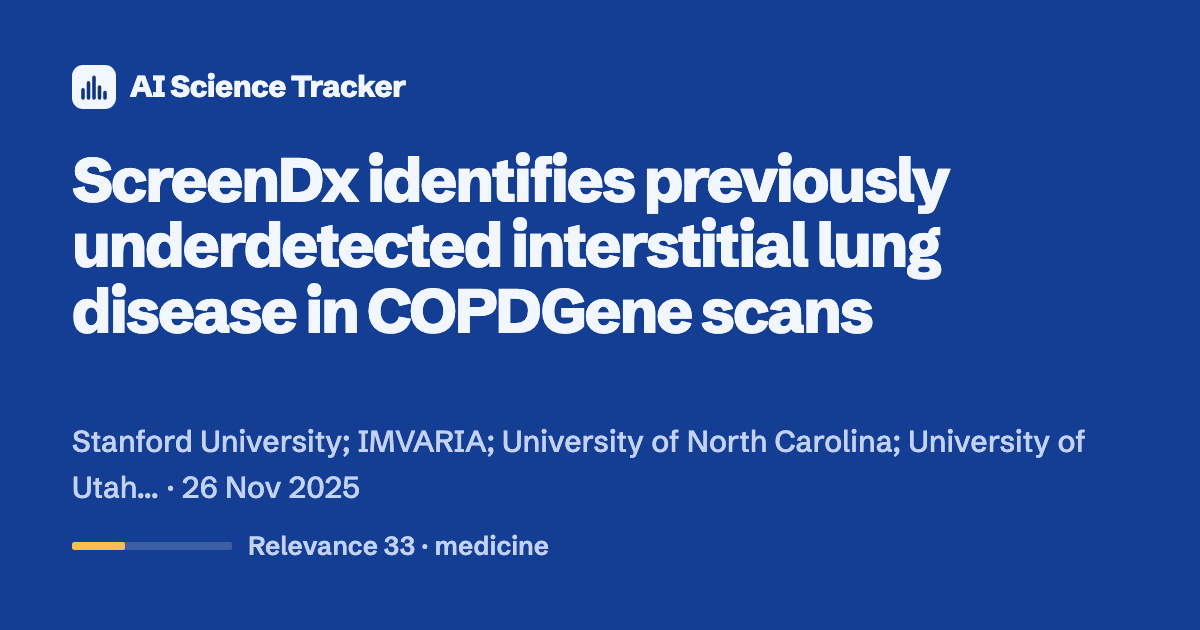 AI Science Tracker
ScreenDx identifies previously
underdetected interstitial lung
disease in COPDGene scans
Stanford University; IMVARIA; University of North Carolina; University of
Utah... · 26 Nov 2025
Relevance 33 · medicine